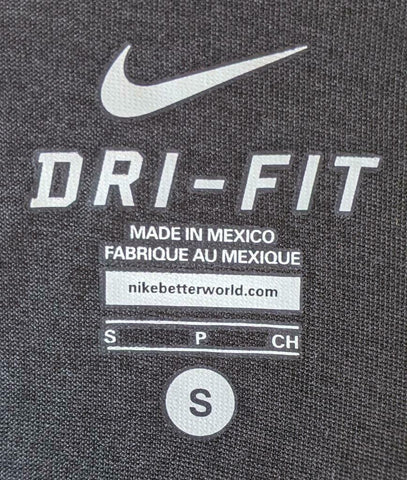 DRI-FIT
MADE IN MEXICO
FABRIQUE AU MEXIQUE
nikebetterworld.com
S P CH
S